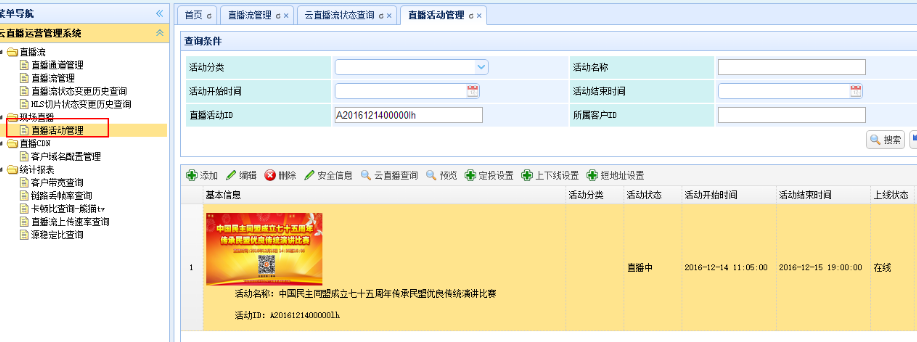 菜单导航
云直播运营管理系统
直播流
直播通道管理
直播流管理
直播流状态变更历史查询
HLS切片状态变更历史查询
现场直播
直播活动管理
直播CDN
客户域名配置管理
统计报表
客户带宽查询
链路丢帧率查询
卡顿比查询-熊猫tv
直播流上传速率查询
源稳定比查询
首页
直播流管理
云直播流状态查询
直播活动管理
查询条件
活动分类
活动名称
活动开始时间
活动结束时间
直播活动ID
A2016121400000lh
所属客户ID
搜索
添加
编辑
删除
安全信息
云直播查询
预览
定投设置
上下线设置
短地址设置
基本信息
活动分类
活动状态
活动开始时间
活动结束时间
上线状态
1
中国民主同盟成立七十五周年
传承民盟优良传统演讲比赛
直播中
2016-12-14 11:05:00
2016-12-15 19:00:00
在线
活动名称: 中国民主同盟成立七十五周年传承民盟优良传统演讲比赛
活动ID: A2016121400000lh